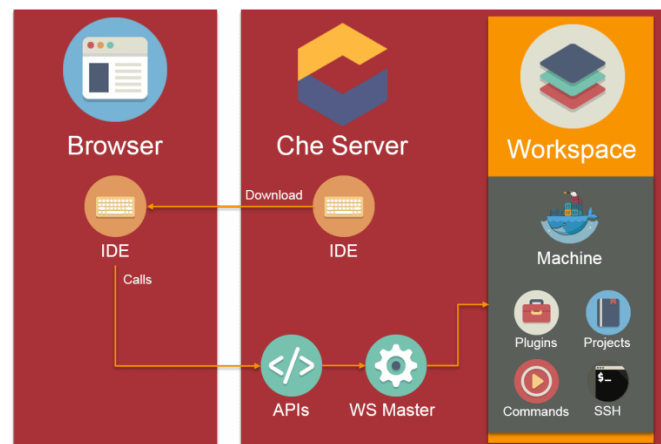 Browser
Che Server
Workspace
Download
IDE
IDE
Machine
Calls
Plugins
Projects
$_
APIs
WS Master
Commands
SSH